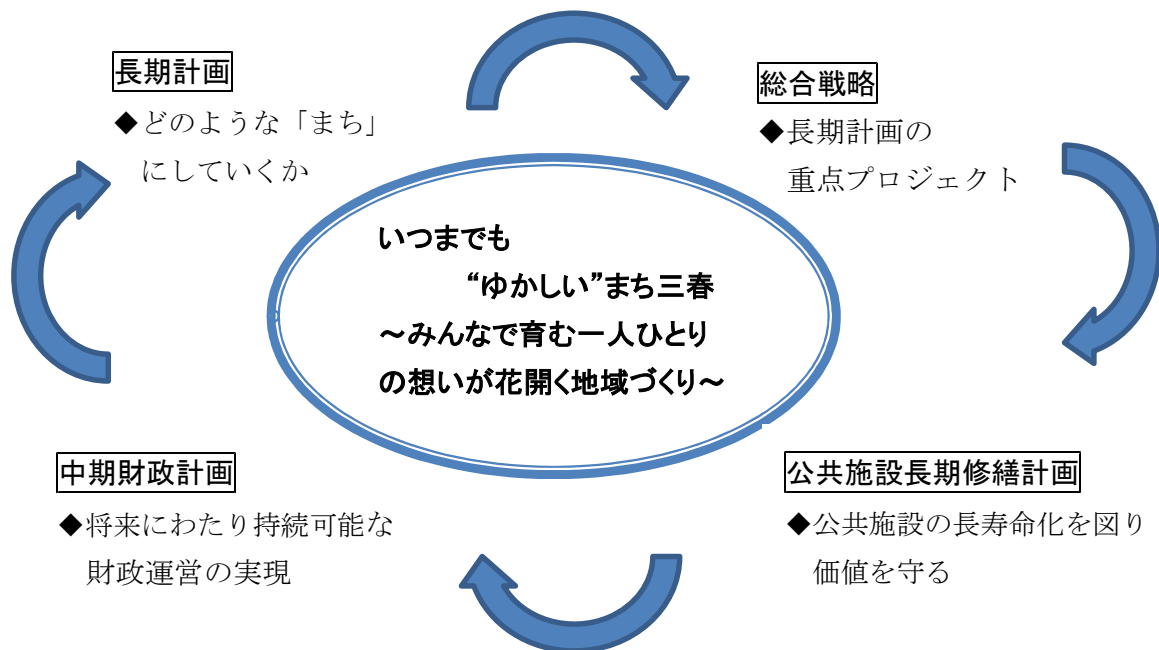 長期計画
◆どのような「まち」
にしていくか
総合戦略
◆長期計画の
重点プロジェクト
いつまでも
“ゆかしい”まち三春
～みんなで育む一人ひとり
の想いが花開く地域づくり～
中期財政計画
◆将来にわたり持続可能な
財政運営の実現
公共施設長期修繕計画
◆公共施設の長寿命化を図り
価値を守る